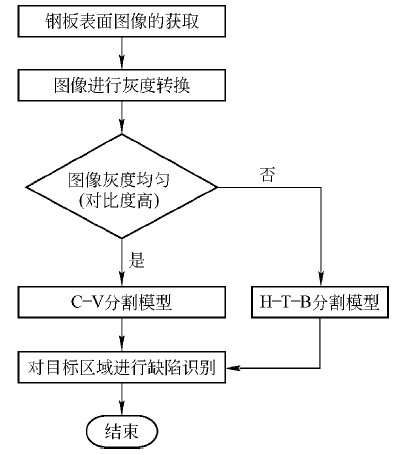 钢板表面图像的获取
图像进行灰度转换
图像灰度均匀
(对比度高)
否
是
C-V分割模型
H-T-B分割模型
对目标区域进行缺陷识别
结束